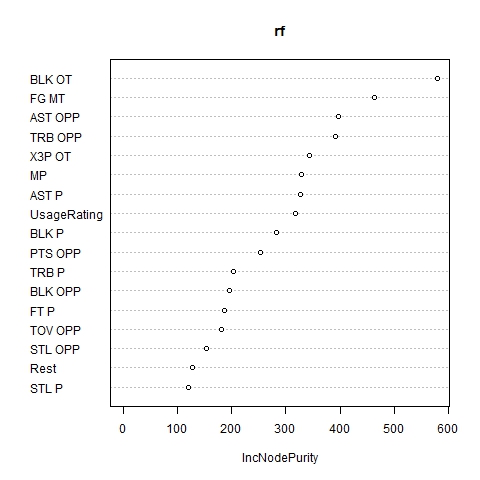 rf
BLK OT
FG MT
AST OPP
TRB OPP
X3P OT
MP
AST P
UsageRating
BLK P
PTS OPP
TRB P
BLK OPP
FT P
TOV OPP
STL OPP
Rest
STL P
0 100 200 300 400 500 600
IncNodePurity